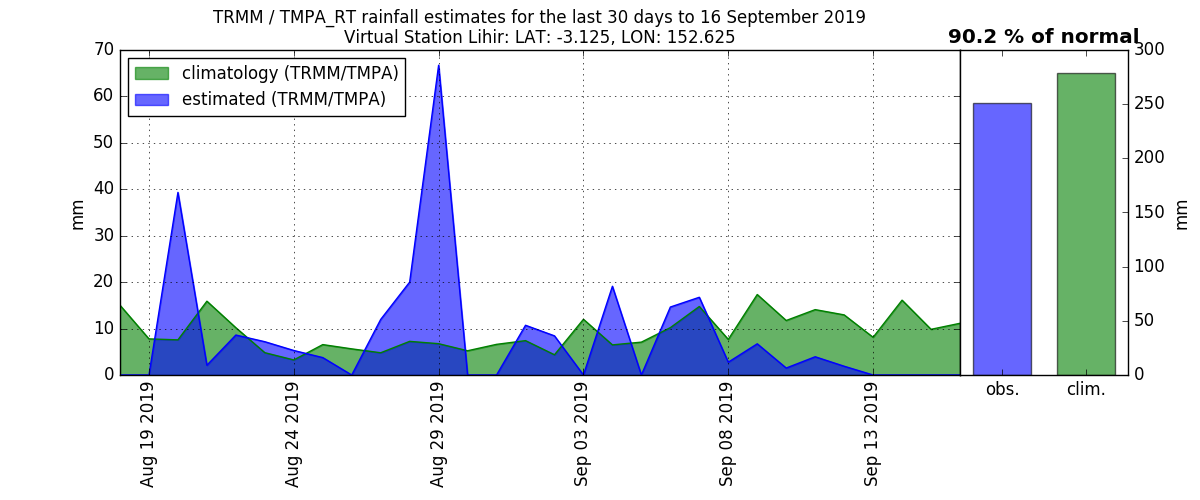 TRMM / TMPA_RT rainfall estimates for the last 30 days to 16 September 2019
Virtual Station Lihir: LAT: -3.125, LON: 152.625
90.2 % of normal
climatology (TRMM/TMPA)
estimated (TRMM/TMPA)
70
60
50
40
30
20
10
0
mm
Aug 19 2019
Aug 24 2019
Aug 29 2019
Sep 03 2019
Sep 08 2019
Sep 13 2019
300
250
200
150
100
50
0
mm
obs.
clim.